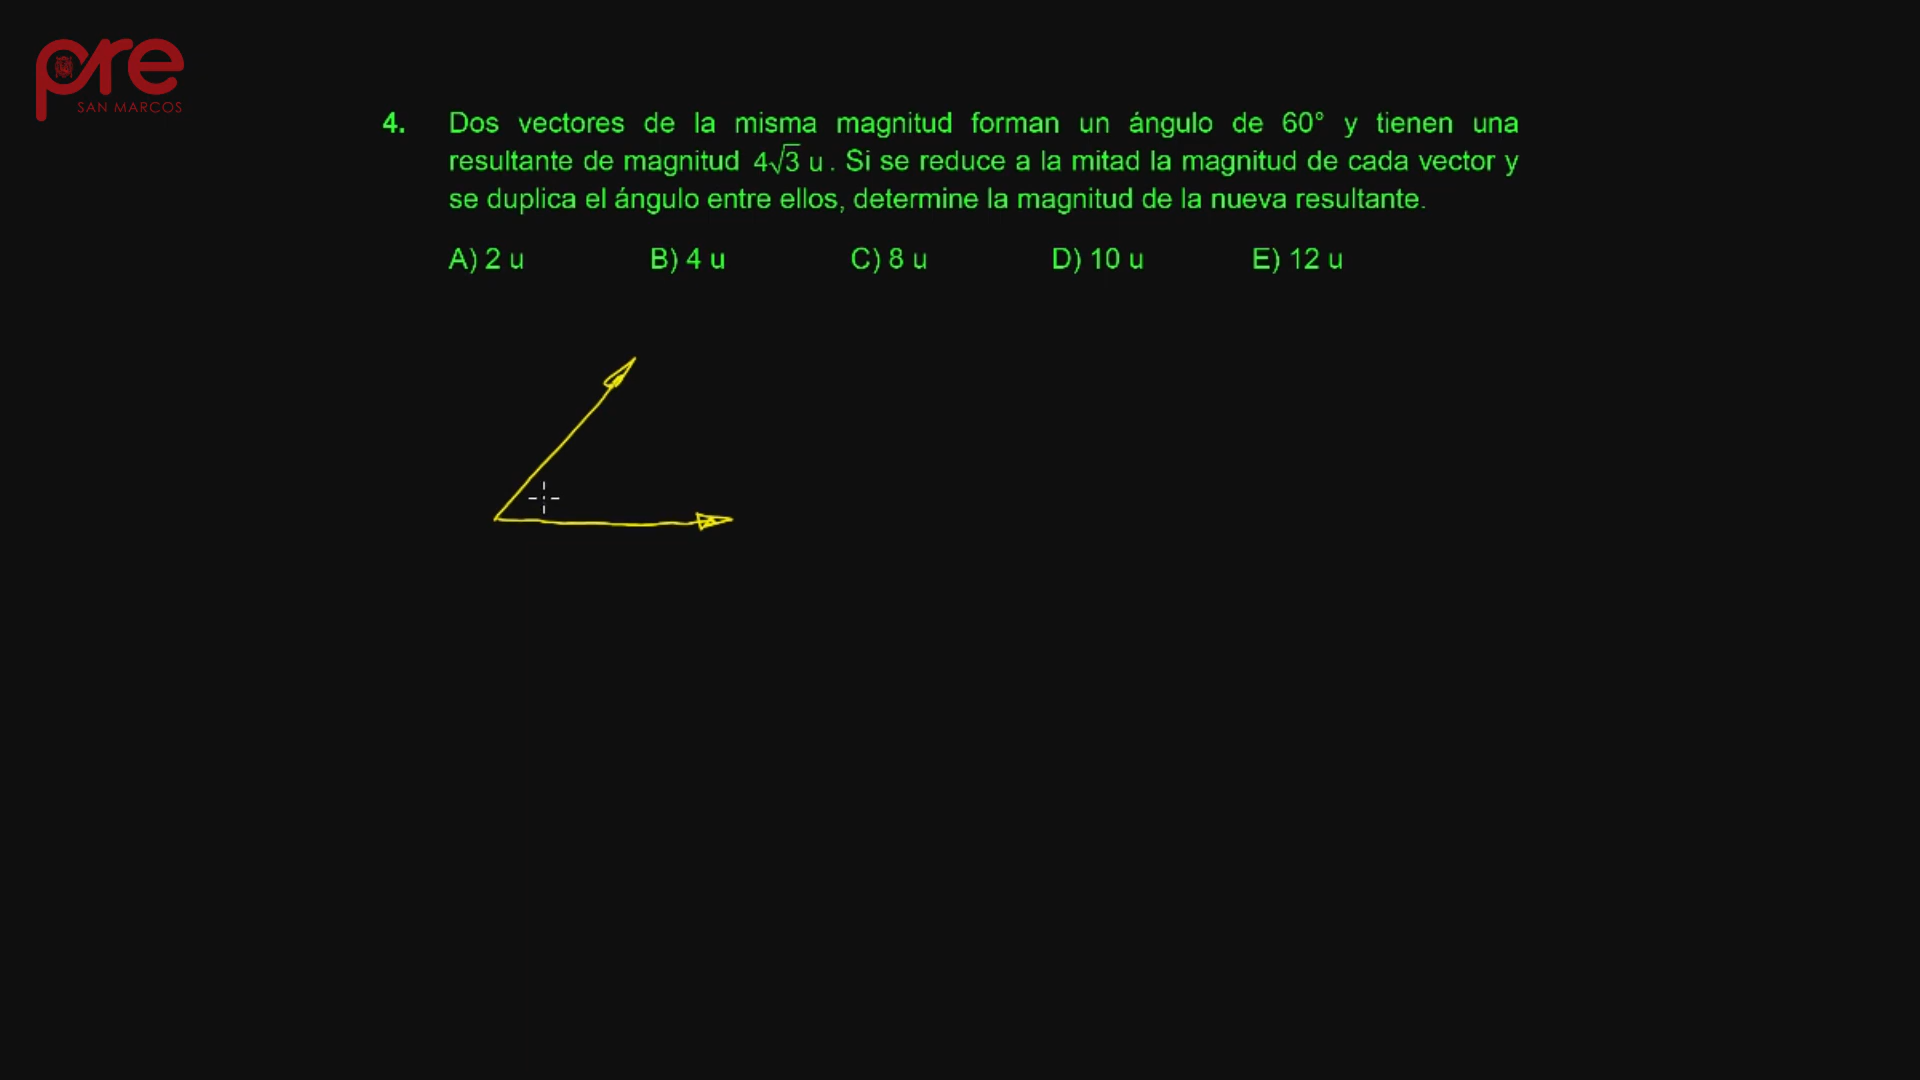 pre
SAN MARCOS
4. Dos vectores de la misma magnitud forman un ángulo de 60° y tienen una
resultante de magnitud 4√3 u . Si se reduce a la mitad la magnitud de cada vector y
se duplica el ángulo entre ellos, determine la magnitud de la nueva resultante.
A) 2 u B) 4 u C) 8 u D) 10 u E) 12 u